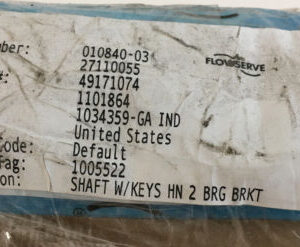 mber: 010840-03
27110055
#: 49171074
1101864
1034359-GA IND
United States
Code: Default
Tag: 1005522
on: SHAFT W/KEYS HN 2 BRG BRKT
FLOWSERVE